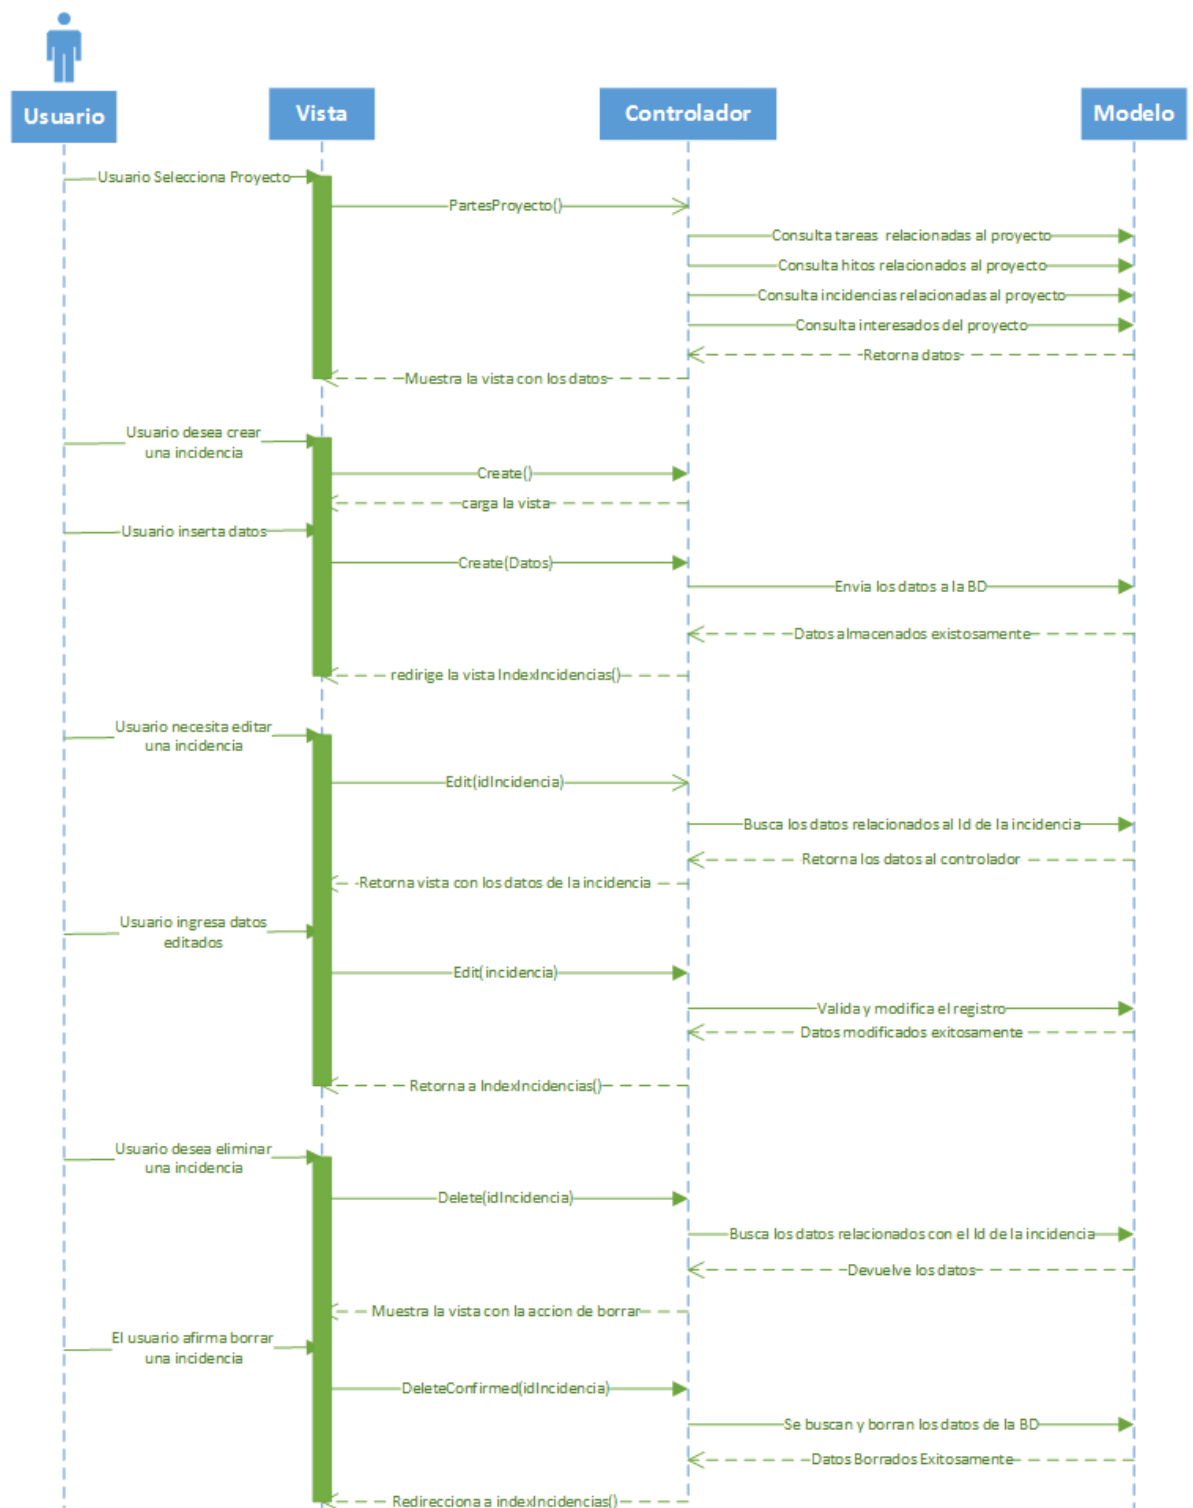 Usuario
Vista
Controlador
Modelo
Usuario Selecciona Proyecto
PartesProyecto()
Consulta tareas relacionadas al proyecto
Consulta hitos relacionados al proyecto
Consulta incidencias relacionadas al proyecto
Consulta interesados del proyecto
Retorna datos
Muestra la vista con los datos
Usuario desea crear
una incidencia
Create()
carga la vista
Usuario inserta datos
Create(Datos)
Envia los datos a la BD
Datos almacenados existosamente
redirige la vista IndexIncidencias()
Usuario necesita editar
una incidencia
Edit(idIncidencia)
Busca los datos relacionados al Id de la incidencia
Retorna los datos al controlador
Retorna vista con los datos de la incidencia
Usuario ingresa datos
editados
Edit(incidencia)
Valida y modifica el registro
Datos modificados exitosamente
Retorna a IndexIncidencias()
Usuario desea eliminar
una incidencia
Delete(idIncidencia)
Busca los datos relacionados con el Id de la incidencia
Devuelve los datos
Muestra la vista con la accion de borrar
El usuario afirma borrar
una incidencia
DeleteConfirmed(idIncidencia)
Se buscan y borran los datos de la BD
Datos Borrados Exitosamente
Redirecciona a indexIncidencias()